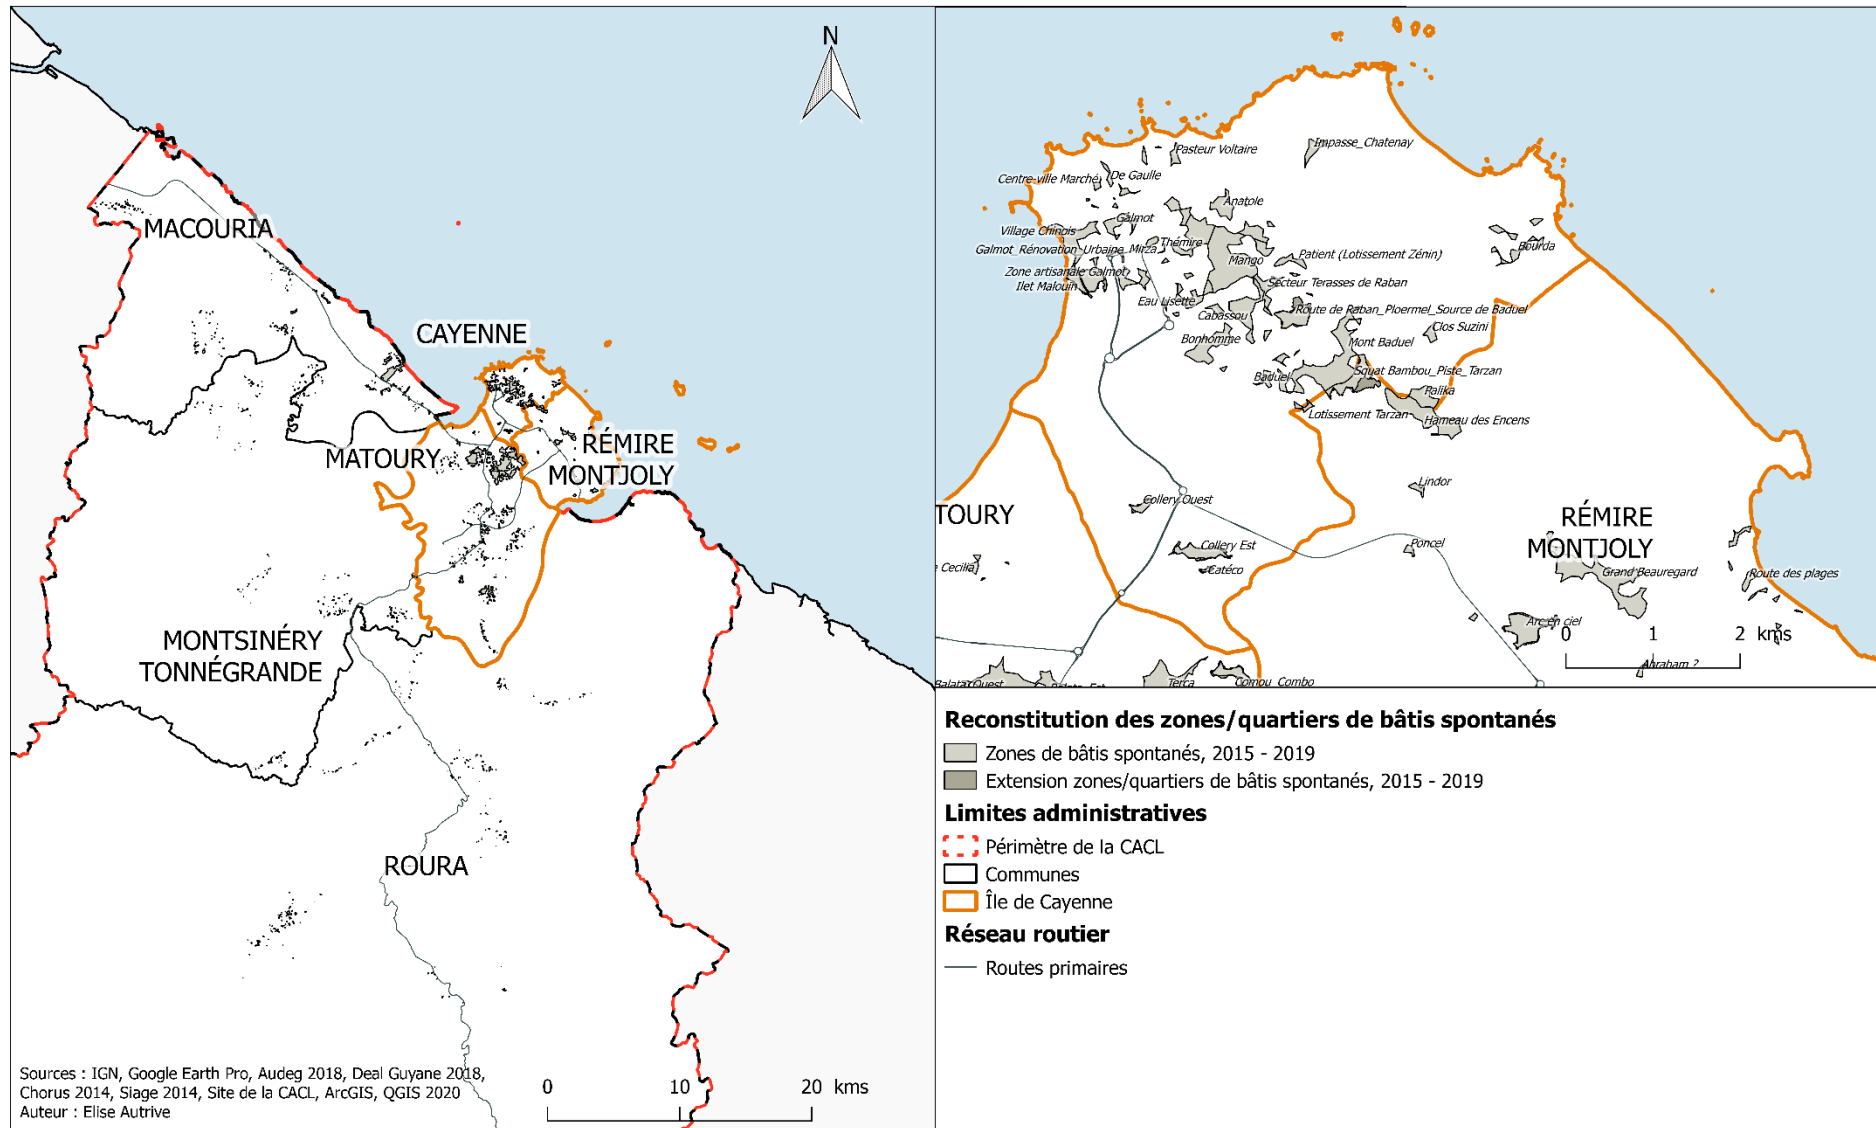 N
MACOURIA
CAYENNE
MATOURY
RÉMIRE
MONTJOLY
MONTSINÉRY
TONNÉGRANDE
ROURA
Sources : IGN, Google Earth Pro, Audeg 2018, Deal Guyane 2018,
Chorus 2014, Siage 2014, Site de la CACL, ArcGIS, QGIS 2020
Auteur : Elise Autrive
0 10 20 kms
Pasteur Voltaire
Impasse_Chatenay
Centre-ville Marché
De Gaulle
Anatole
Galmot
Village Chinois
Thémire
Galmot_Rénovation_Urbaine_Mirza
Bourda
Patient (Lotissement Zénin)
Mango
Zone artisanale Galmot
Ilet Malouin
Secteur Terasses de Raban
Eau Lisette
Cabassou
Route de Raban_Ploermel_Source de Baduel
Clos Suzini
Bonhomme
Mont Baduel
Baduel
Squat Bambou_Piste_Tarzan
Palika
Lotissement Tarzan
Hameau des Encens
Lindor
Collery Ouest
TOURY
RÉMIRE
MONTJOLY
Collery Est
Poncel
e Cecilia
Catéco
Grand Beauregard
Route des plages
Arc en ciel
0 1 2 kms
Abraham ?
Balata Ouest
Terca
Comou_Combo
Reconstitution des zones/quartiers de bâtis spontanés
Zones de bâtis spontanés, 2015 - 2019
Extension zones/quartiers de bâtis spontanés, 2015 - 2019
Limites administratives
Périmètre de la CACL
Communes
Île de Cayenne
Réseau routier
Routes primaires